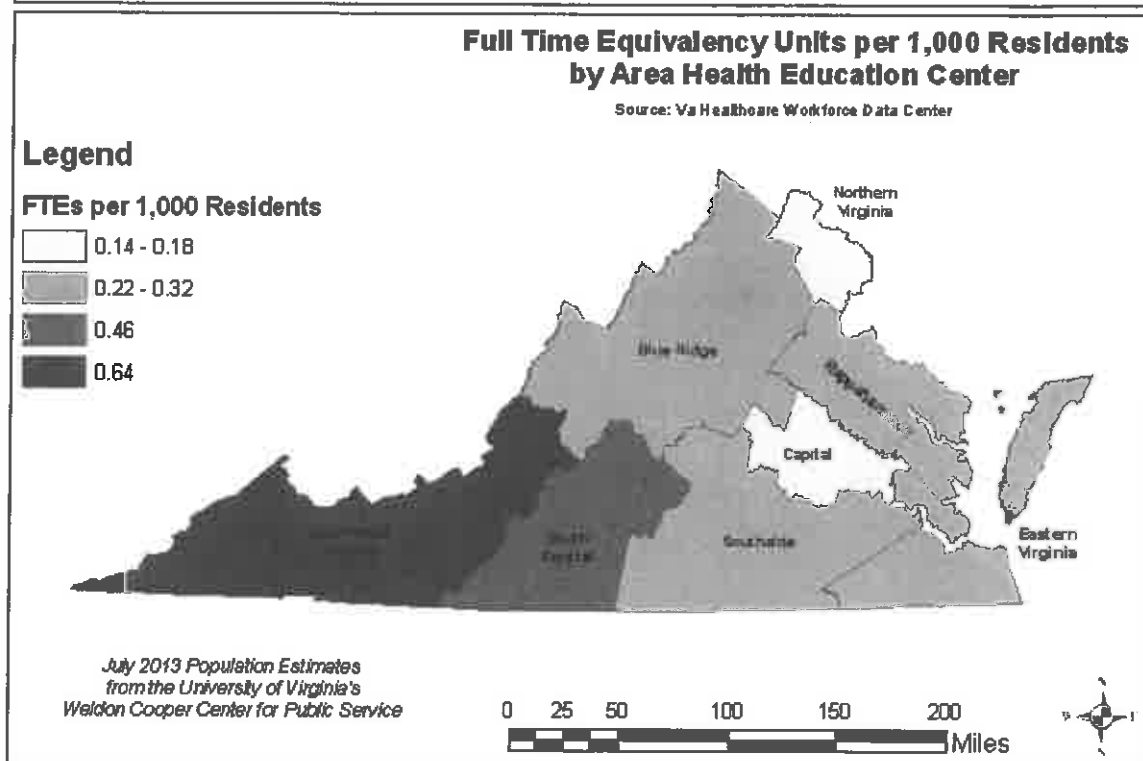 Full Time Equivalency Units per 1,000 Residents
by Area Health Education Center
Source: Va Healthcare Workforce Data Center
Legend
FTEs per 1,000 Residents
0.14 - 0.18
0.22 - 0.32
0.46
0.64
Northern
Virginia
Blue Ridge
Capital
South
Central
Southside
Eastern
Virginia
July 2013 Population Estimates
from the University of Virginia's
Weldon Cooper Center for Public Service
0 25 50 100 150 200
Miles